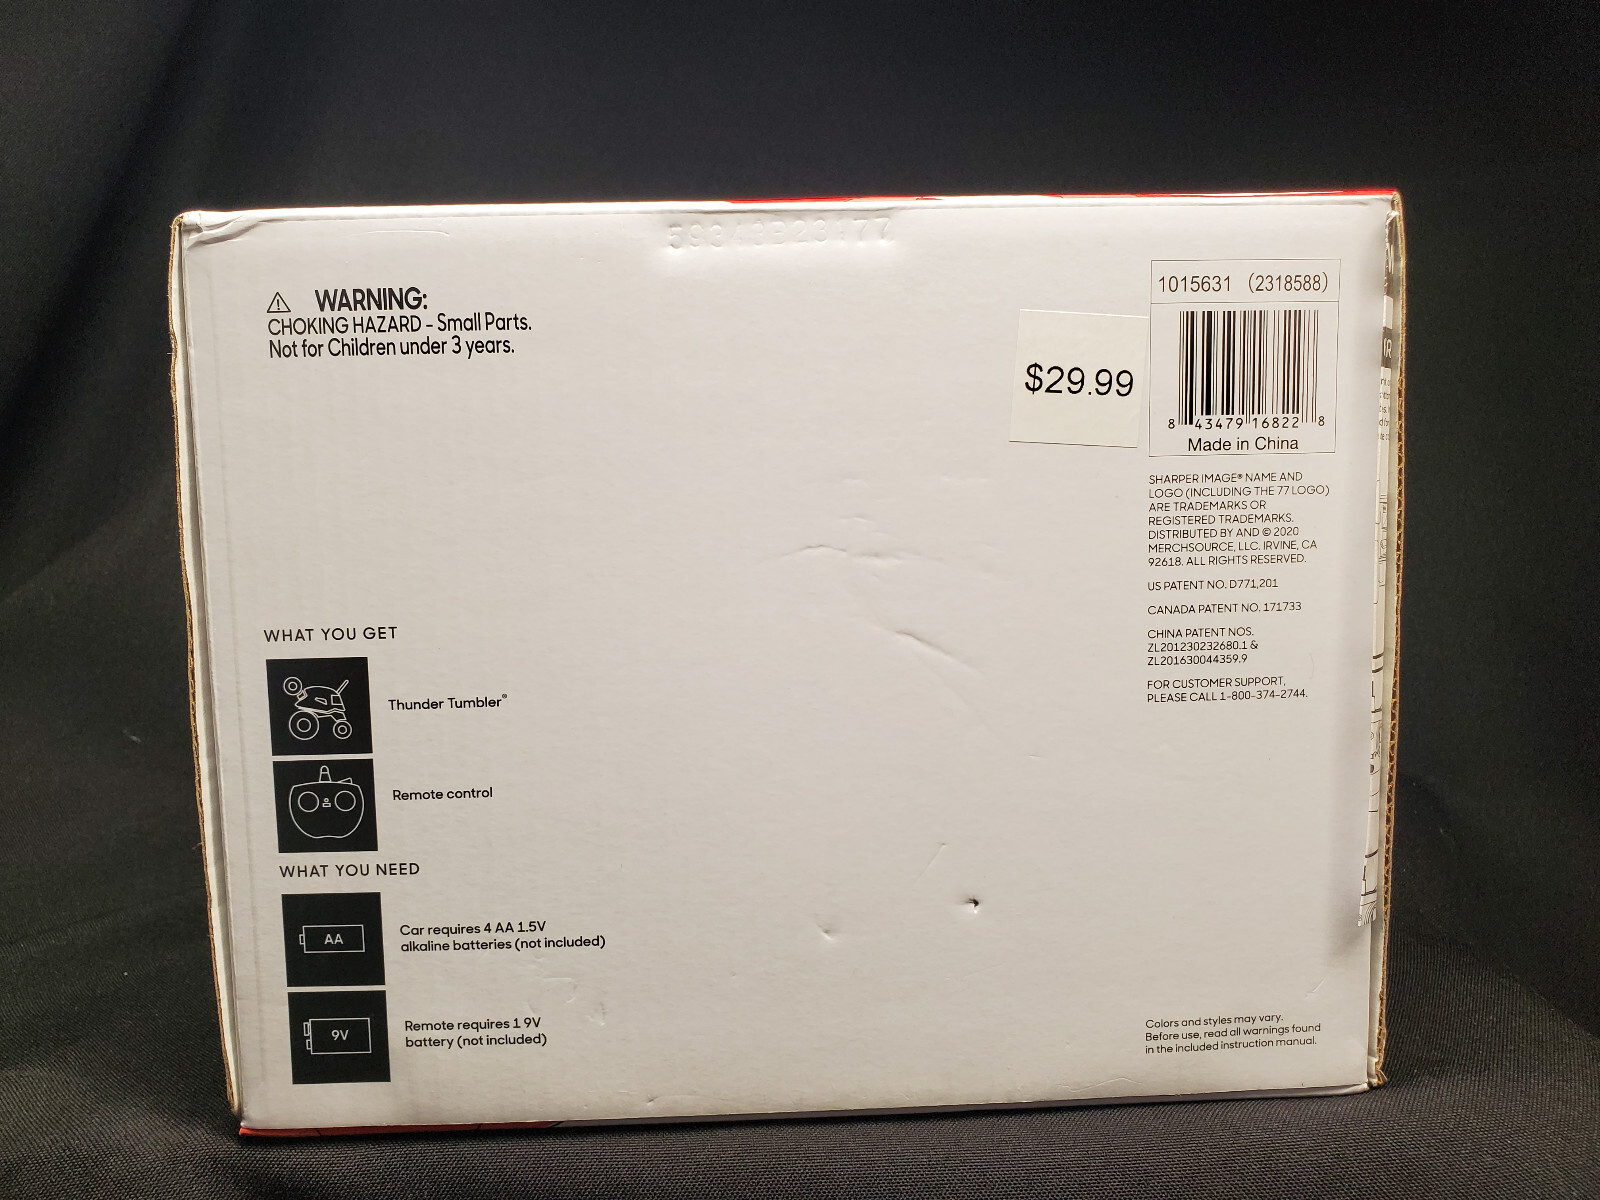 WARNING:
CHOKING HAZARD - Small Parts.
Not for Children under 3 years.
$29.99
1015631 (2318588)
8 43479 16822 8
Made in China
SHARPER IMAGE® NAME AND
LOGO (INCLUDING THE 77 LOGO)
ARE TRADEMARKS OR
REGISTERED TRADEMARKS.
DISTRIBUTED BY AND © 2020
MERCHSOURCE, LLC. IRVINE, CA
92618. ALL RIGHTS RESERVED.
US PATENT NO. D771,201
CANADA PATENT NO. 171733
CHINA PATENT NOS.
ZL201230232680.1 &
ZL201630044359.9
FOR CUSTOMER SUPPORT,
PLEASE CALL 1-800-374-2744.
WHAT YOU GET
Thunder Tumbler®
Remote control
WHAT YOU NEED
AA
Car requires 4 AA 1.5V
alkaline batteries (not included)
9V
Remote requires 1 9V
battery (not included)
Colors and styles may vary.
Before use, read all warnings found
in the included instruction manual.